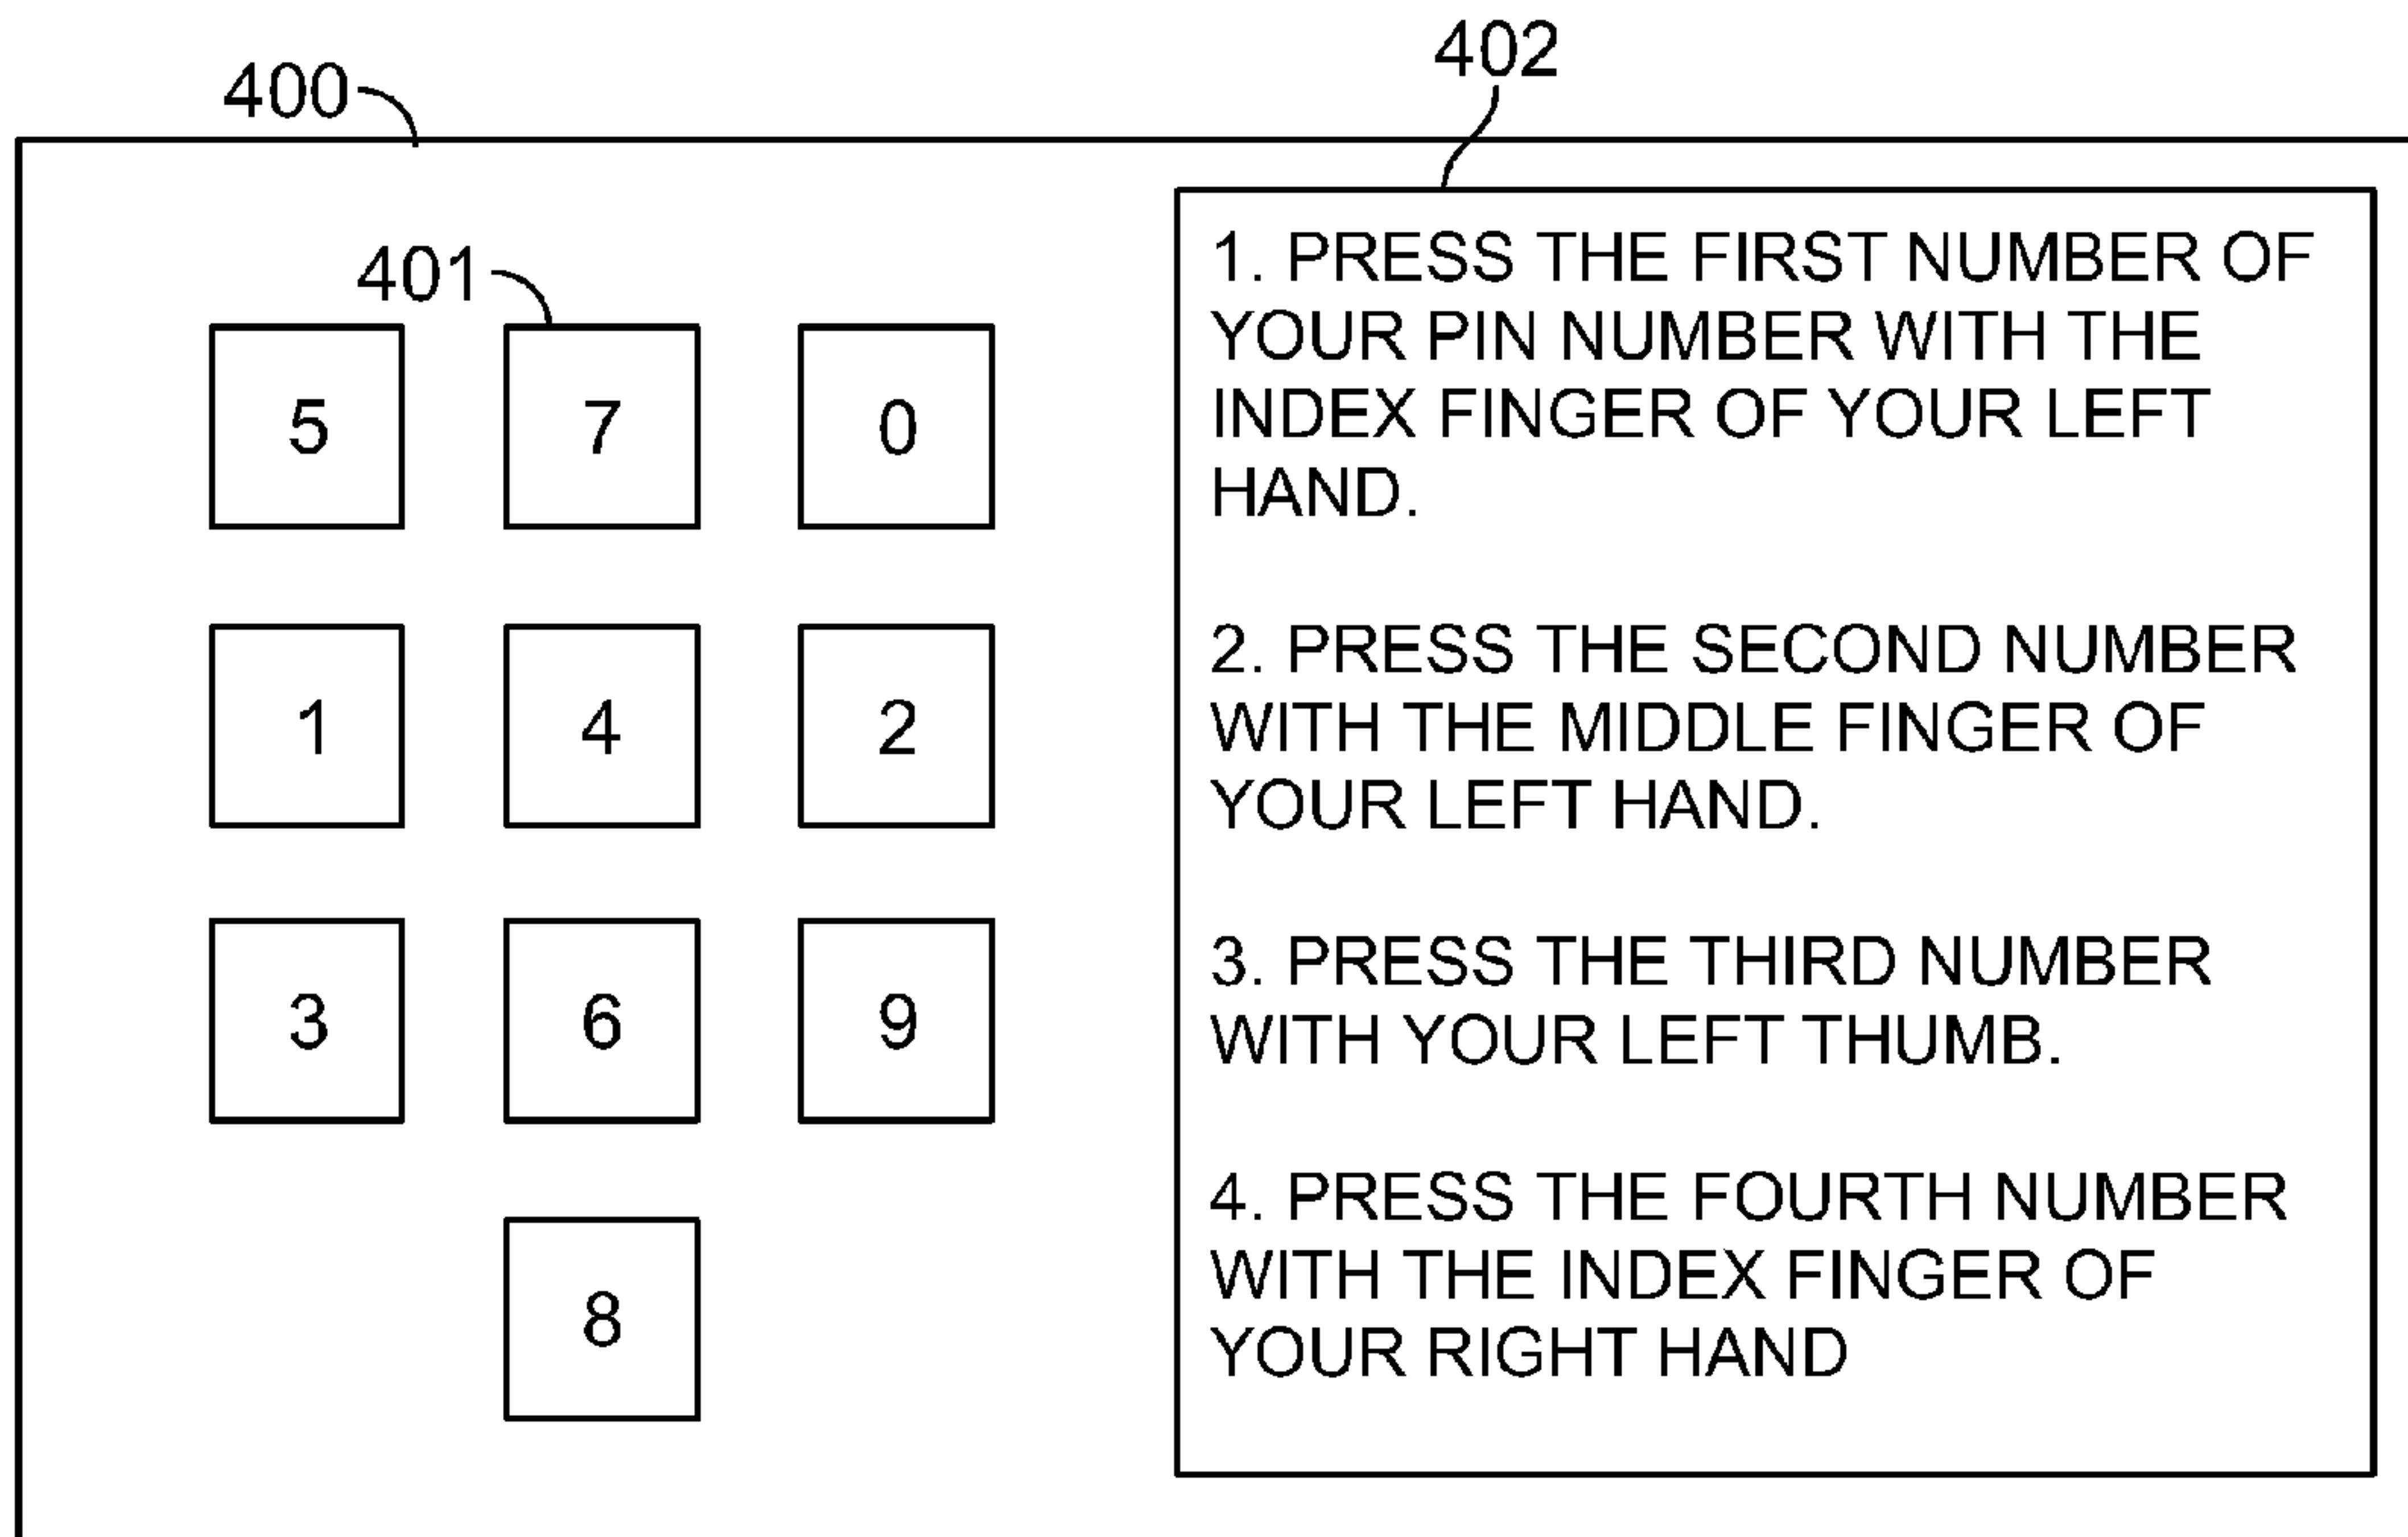 402
400
401
5 7 0
1 4 2
3 6 9
8
1. PRESS THE FIRST NUMBER OF
YOUR PIN NUMBER WITH THE
INDEX FINGER OF YOUR LEFT
HAND.
2. PRESS THE SECOND NUMBER
WITH THE MIDDLE FINGER OF
YOUR LEFT HAND.
3. PRESS THE THIRD NUMBER
WITH YOUR LEFT THUMB.
4. PRESS THE FOURTH NUMBER
WITH THE INDEX FINGER OF
YOUR RIGHT HAND